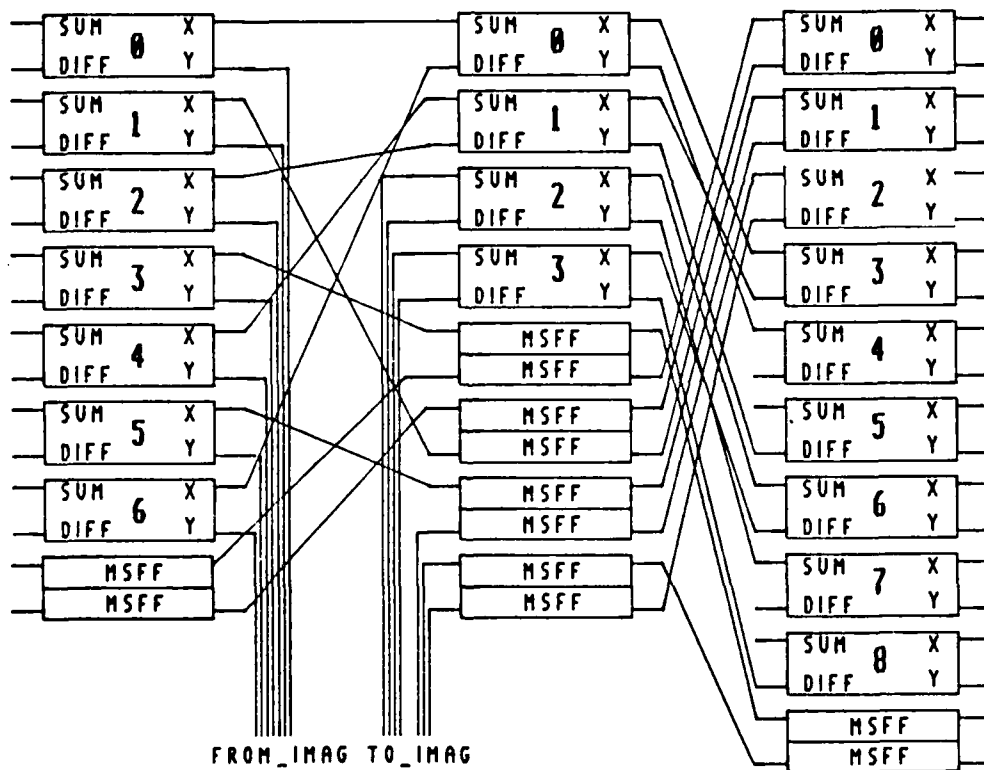 SUM 0 X
DIFF Y
SUM 1 X
DIFF Y
SUM 2 X
DIFF Y
SUM 3 X
DIFF Y
SUM 4 X
DIFF Y
SUM 5 X
DIFF Y
SUM 6 X
DIFF Y
MSFF
MSFF
SUM 0 X
DIFF Y
SUM 1 X
DIFF Y
SUM 2 X
DIFF Y
SUM 3 X
DIFF Y
MSFF
MSFF
MSFF
MSFF
MSFF
MSFF
MSFF
MSFF
SUM 0 X
DIFF Y
SUM 1 X
DIFF Y
SUM 2 X
DIFF Y
SUM 3 X
DIFF Y
SUM 4 X
DIFF Y
SUM 5 X
DIFF Y
SUM 6 X
DIFF Y
SUM 7 X
DIFF Y
SUM 8 X
DIFF Y
MSFF
MSFF
FROM_IMAG TO_IMAG